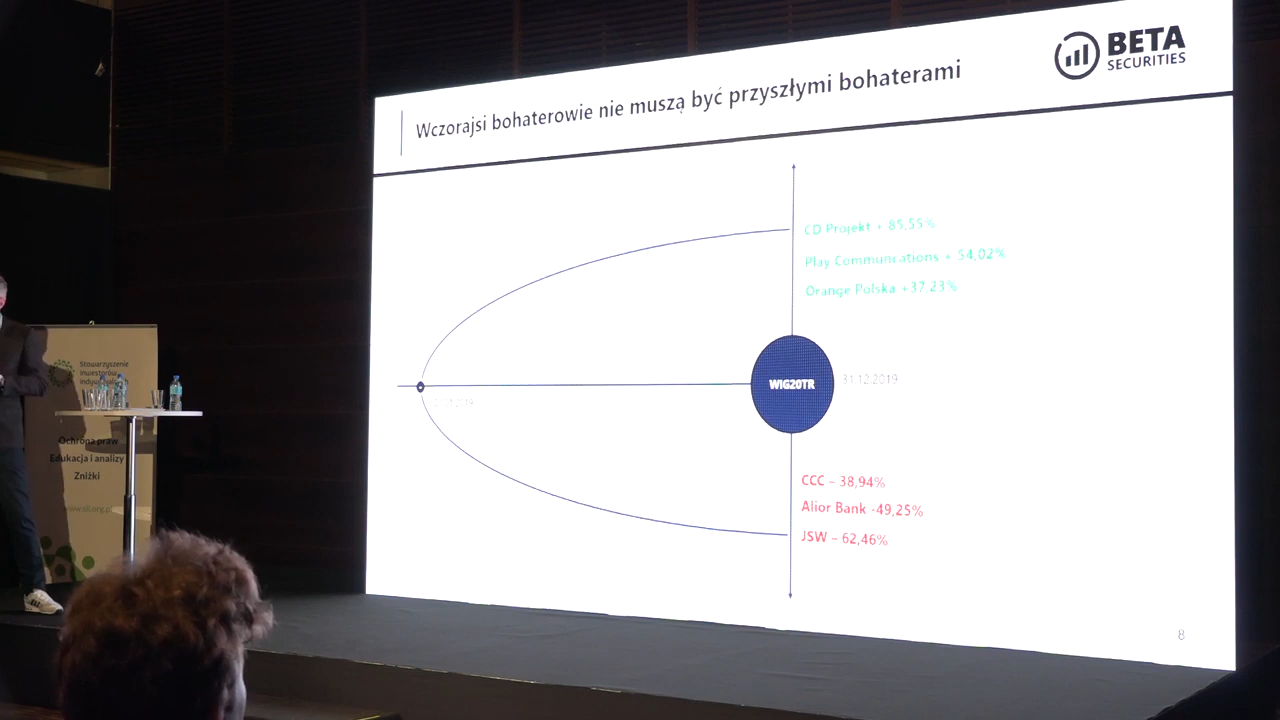 BETA
SECURITIES
Wczorajsi bohaterowie nie muszą być przyszłymi bohaterami
CD Projekt + 85,55%
Play Communications + 54,02%
Orange Polska +37.23%
WIG20TR
31.12.2019
CCC – 38,94%
Alior Bank -49,25%
JSW – 62,46%
8
Stowarzyszenie
Inwestorów
Ochrona praw
Edukacja i analizy
Zniżki